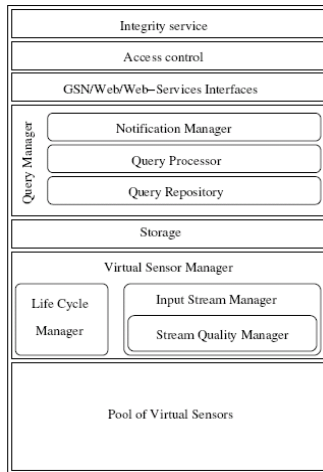 Integrity service
Access control
GSN/Web/Web−Services Interfaces
Query Manager
Notification Manager
Query Processor
Query Repository
Storage
Virtual Sensor Manager
Life Cycle
Manager
Input Stream Manager
Stream Quality Manager
Pool of Virtual Sensors